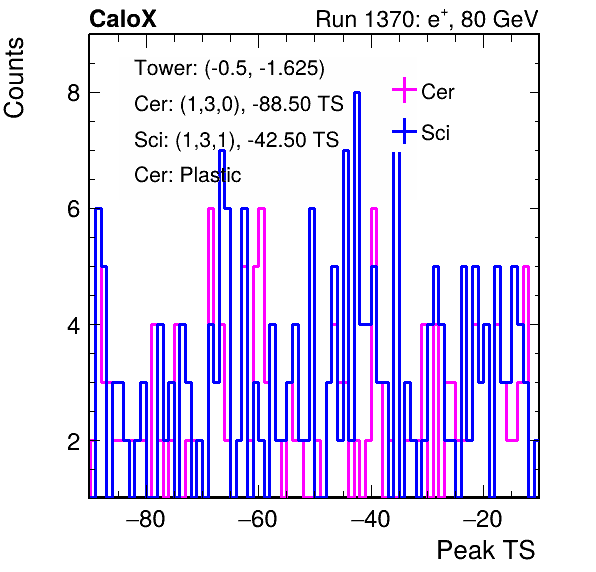 CaloX Run 1370: e⁺, 80 GeV
Counts
Tower: (-0.5, -1.625)
Cer: (1,3,0), -88.50 TS
Sci: (1,3,1), -42.50 TS
Cer: Plastic
Cer
Sci
8
6
4
2
−80 −60 −40 −20
Peak TS